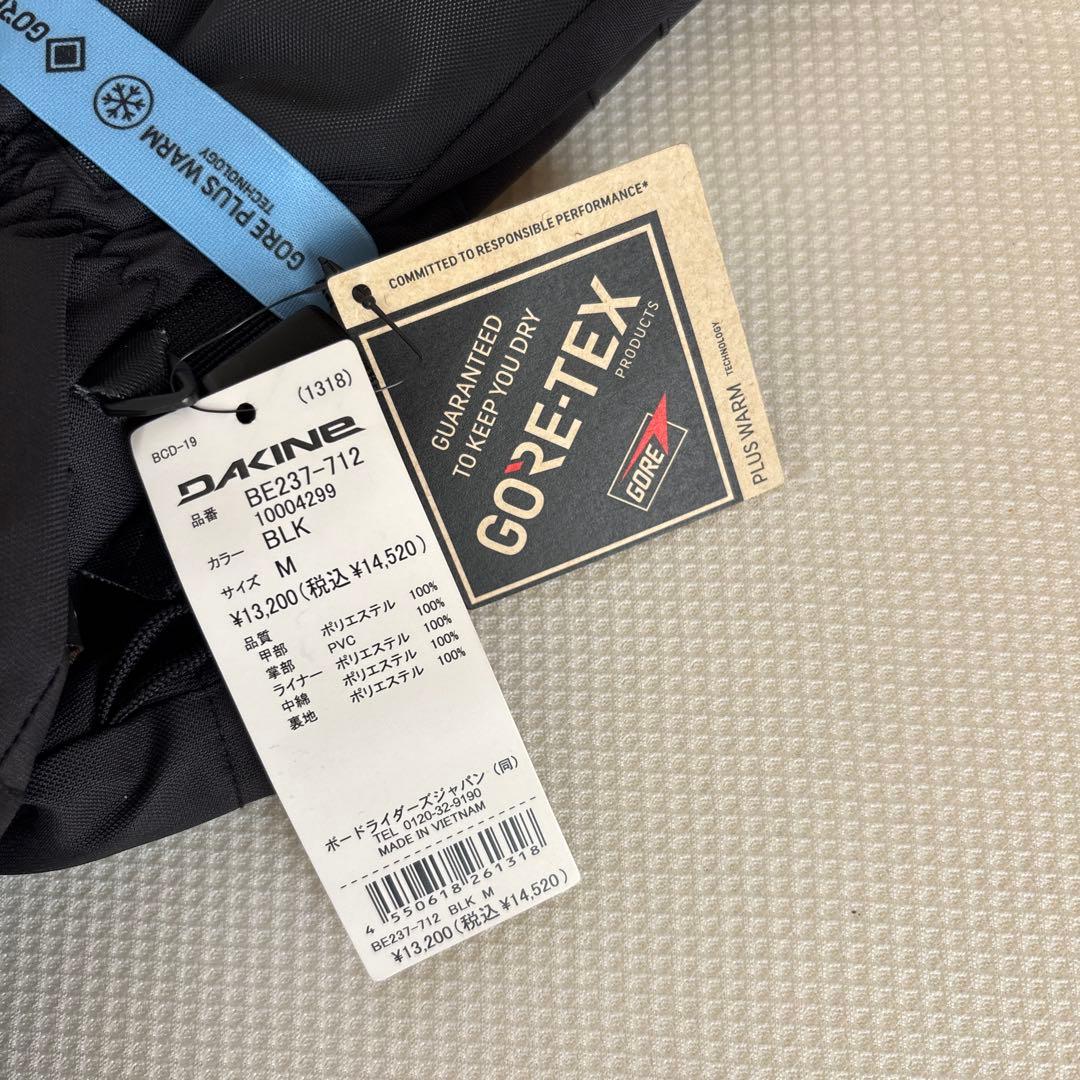 GORE
GORE PLUS WARM
TECHNOLOGY
COMMITTED TO RESPONSIBLE PERFORMANCE*
GUARANTEED
TO KEEP YOU DRY
GORE-TEX
PRODUCTS
GORE
PLUS WARM TECHNOLOGY
(1318)
BCD-19
DAKINE
品番 BE237-712
10004299
カラー BLK
サイズ M
¥13,200(税込¥14,520)
品質
甲部 ポリエステル 100%
掌部 PVC 100%
ライナー ポリエステル 100%
中綿 ポリエステル 100%
裏地 ポリエステル 100%
ボードライダーズジャパン(同)
TEL 0120-32-9190
MADE IN VIETNAM
4 550618 261318
BE237-712 BLK M
¥13,200(税込¥14,520)